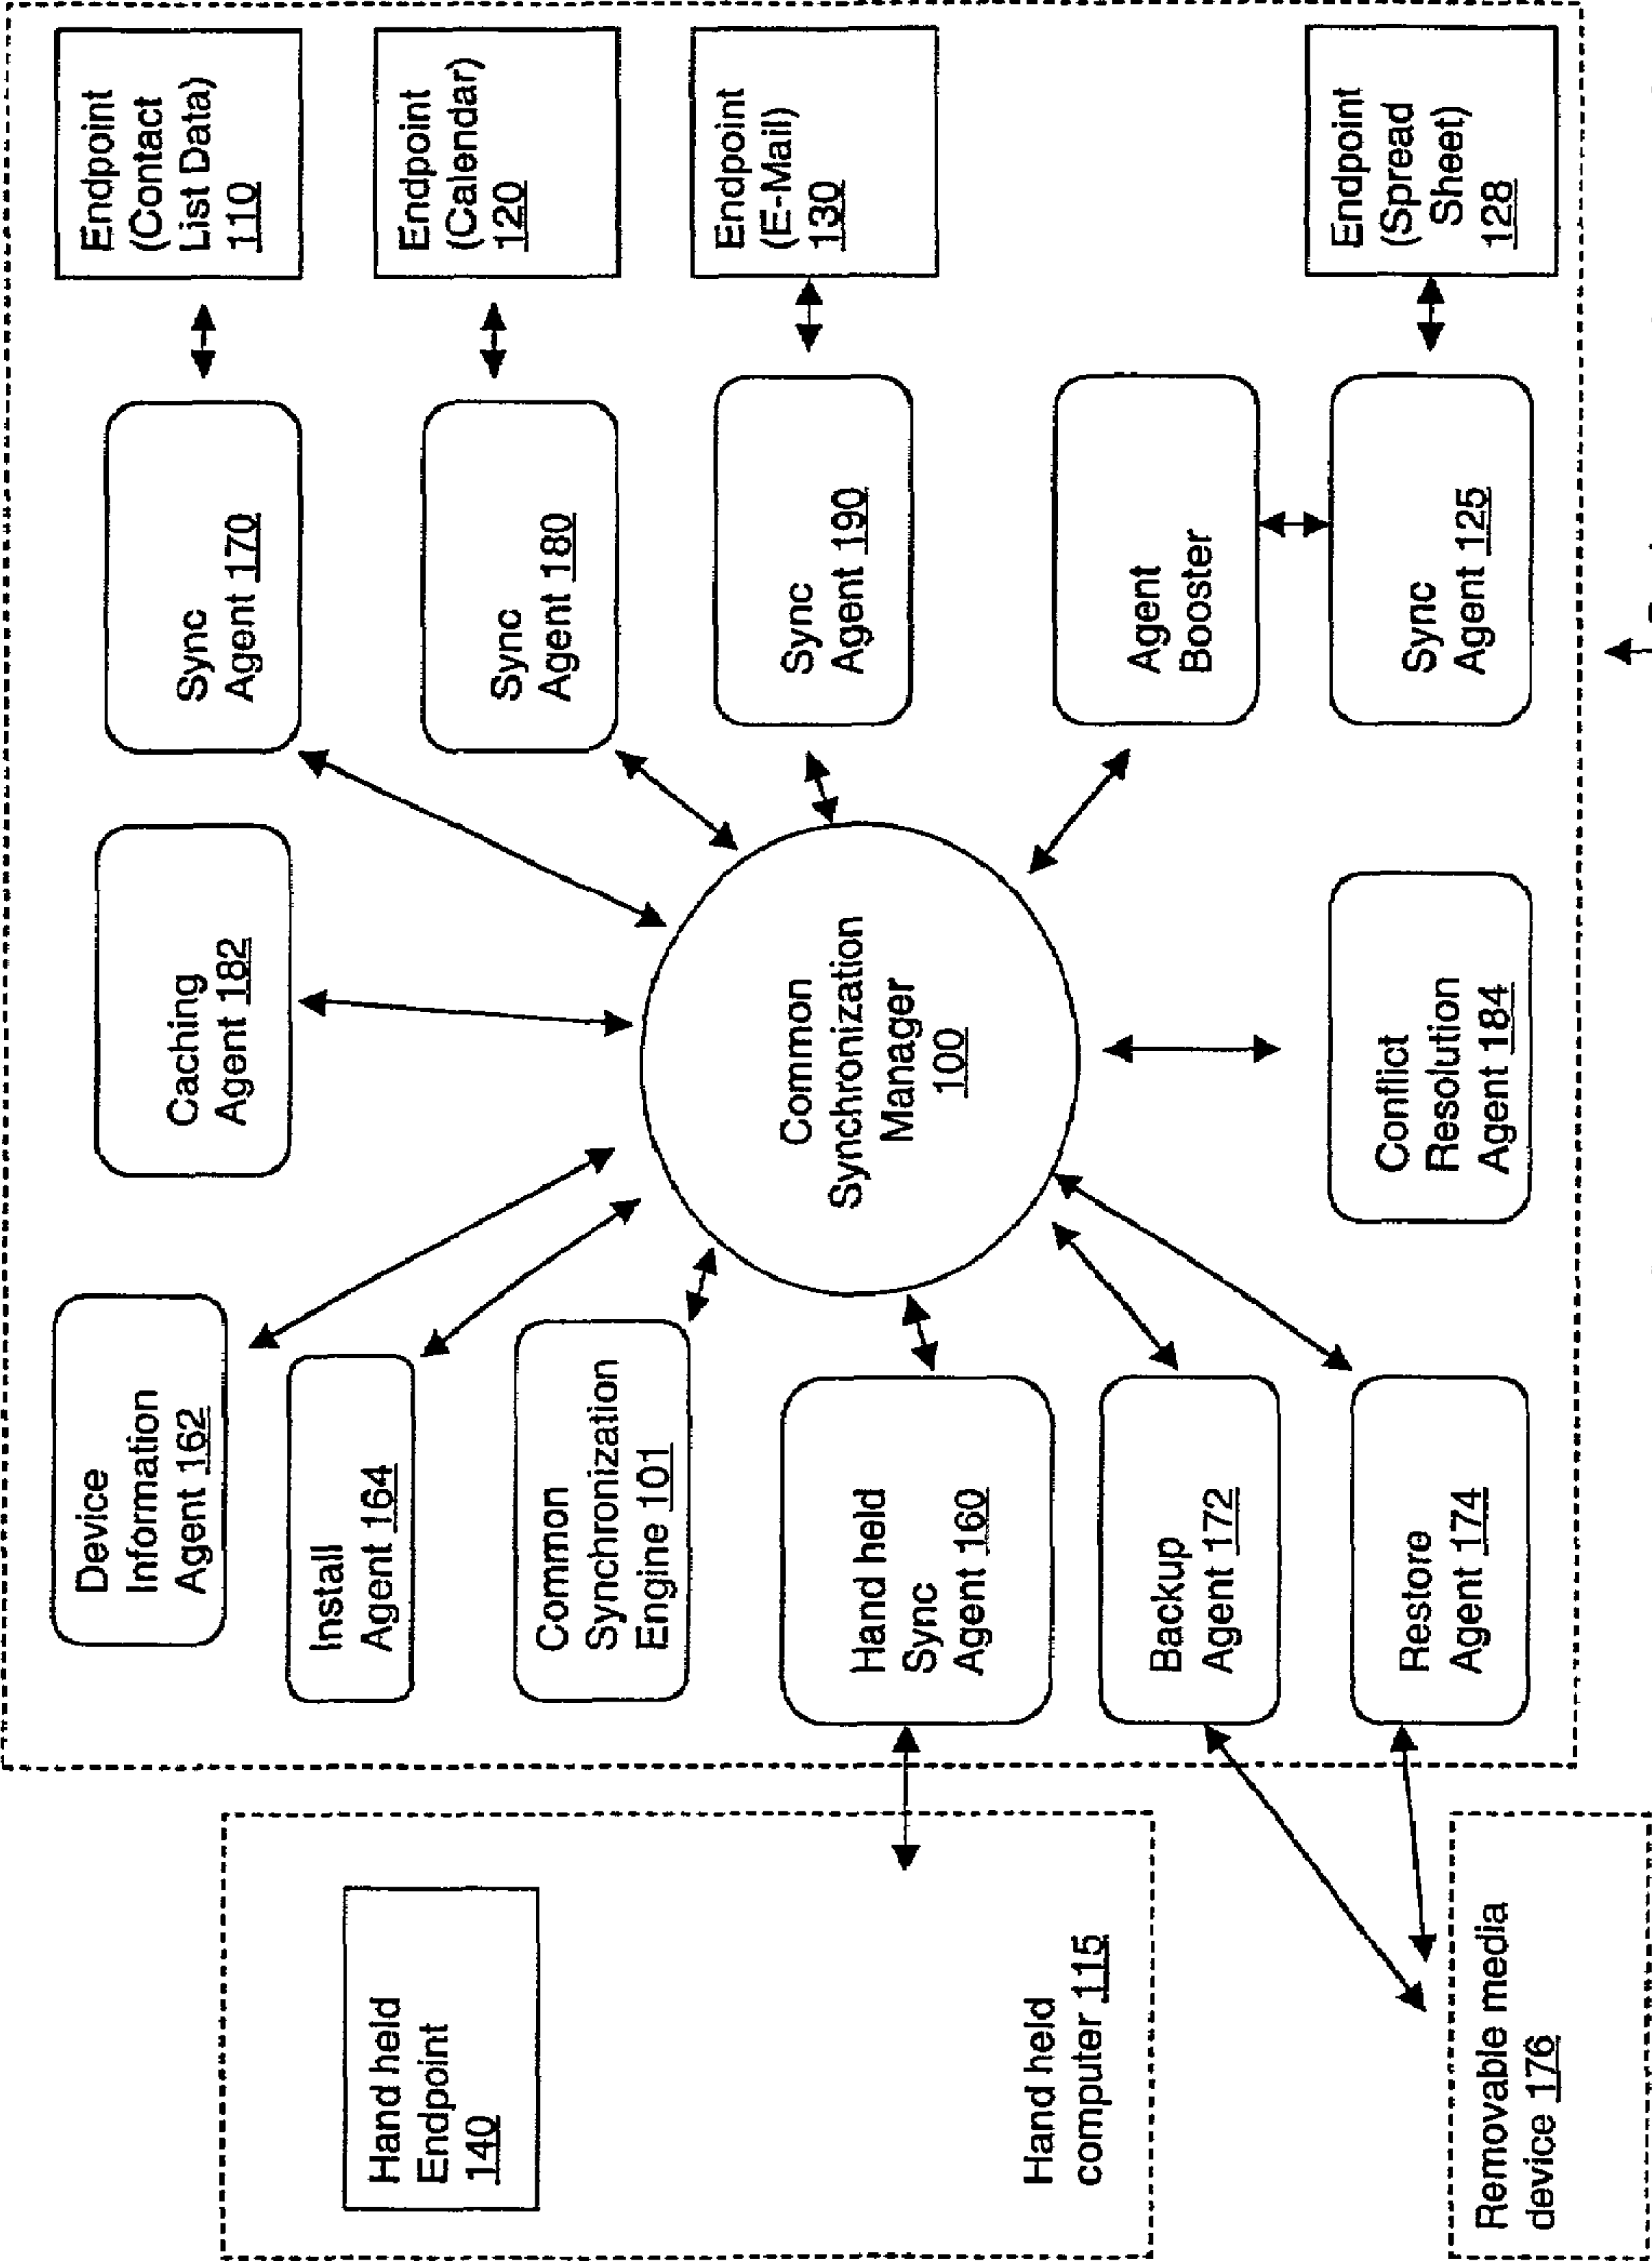 Device
Information
Agent 162
Install
Agent 164
Common
Synchronization
Engine 101
Hand held
Sync
Agent 160
Backup
Agent 172
Restore
Agent 174
Caching
Agent 182
Common
Synchronization
Manager
100
Conflict
Resolution
Agent 184
Sync
Agent 170
Sync
Agent 180
Sync
Agent 190
Agent
Booster
Sync
Agent 125
Endpoint
(Contact
List Data)
110
Endpoint
(Calendar)
120
Endpoint
(E-Mail)
130
Endpoint
(Spread
Sheet)
128
Hand held
Endpoint
140
Hand held
computer 115
Removable media
device 176